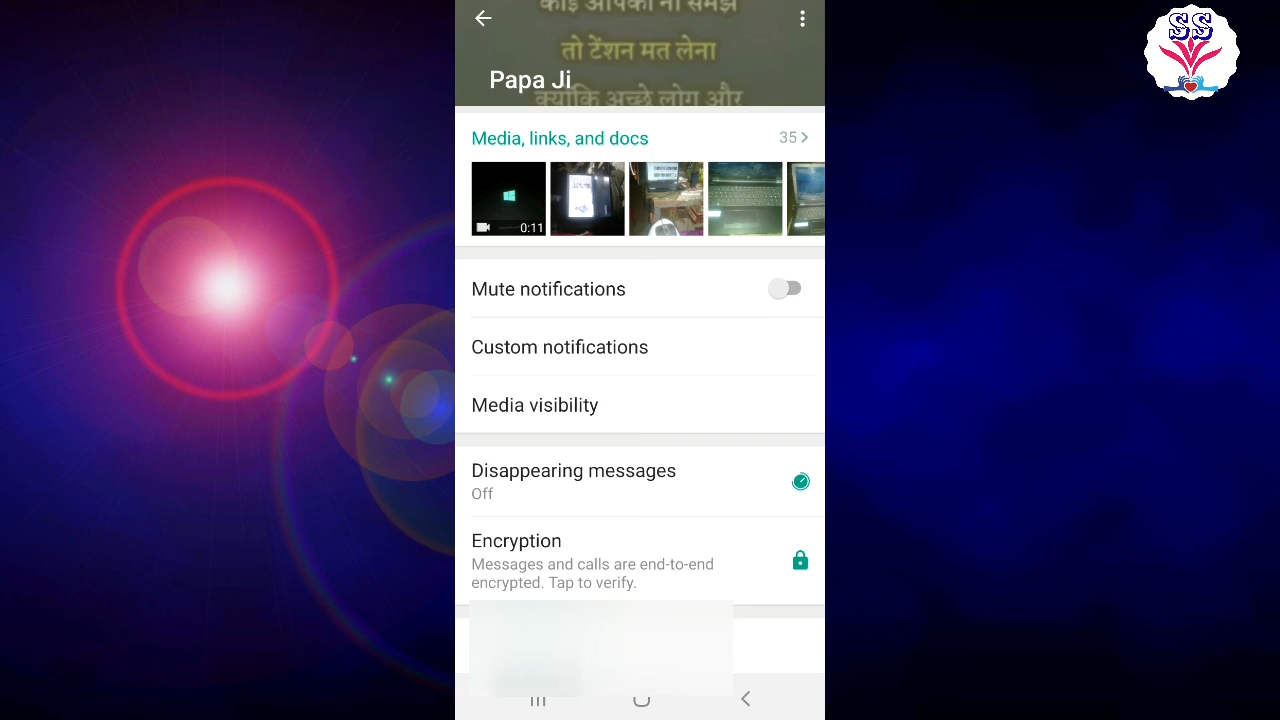 कोई आपको ना समझे
तो टेंशन मत लेना
Papa Ji
क्योंकि अच्छे लोग और
SS
Media, links, and docs
35
0:11
Mute notifications
Custom notifications
Media visibility
Disappearing messages
Off
Encryption
Messages and calls are end-to-end
encrypted. Tap to verify.